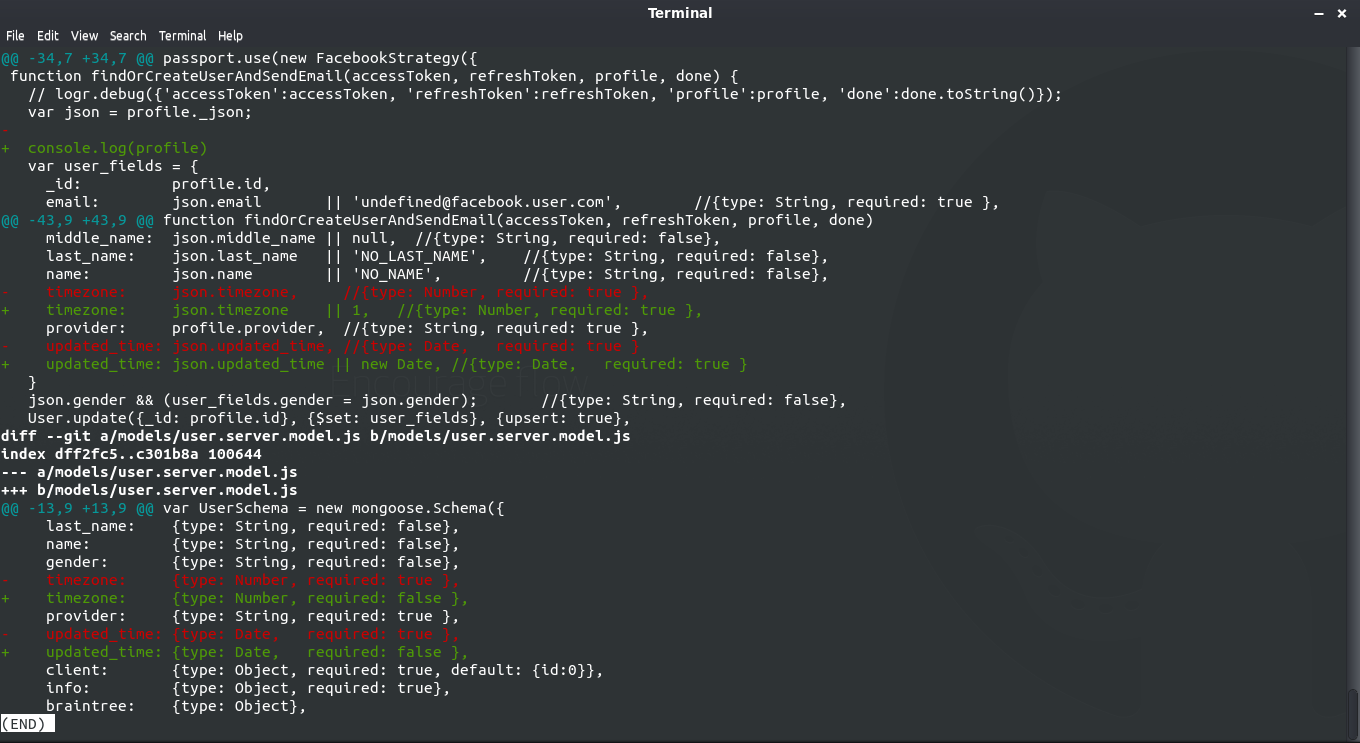 Terminal
File Edit View Search Terminal Help
@@ -34,7 +34,7 @@ passport.use(new FacebookStrategy({
 function findOrCreateUserAndSendEmail(accessToken, refreshToken, profile, done) {
   // logr.debug({'accessToken':accessToken, 'refreshToken':refreshToken, 'profile':profile, 'done':done.toString()});
   var json = profile._json;
-
+  console.log(profile)
   var user_fields = {
     _id:          profile.id,
     email:        json.email       || 'undefined@facebook.user.com',        //{type: String, required: true },
@@ -43,9 +43,9 @@ function findOrCreateUserAndSendEmail(accessToken, refreshToken, profile, done)
     middle_name:  json.middle_name || null,  //{type: String, required: false},
     last_name:    json.last_name   || 'NO_LAST_NAME',    //{type: String, required: false},
     name:         json.name        || 'NO_NAME',         //{type: String, required: false},
-    timezone:     json.timezone,     //{type: Number, required: true },
+    timezone:     json.timezone    || 1,   //{type: Number, required: true },
     provider:     profile.provider,  //{type: String, required: true },
-    updated_time: json.updated_time, //{type: Date,   required: true }
+    updated_time: json.updated_time || new Date, //{type: Date,   required: true }
   }
Encourage flow
   json.gender && (user_fields.gender = json.gender);       //{type: String, required: false},
   User.update({_id: profile.id}, {$set: user_fields}, {upsert: true},
diff --git a/models/user.server.model.js b/models/user.server.model.js
index dff2fc5..c301b8a 100644
--- a/models/user.server.model.js
+++ b/models/user.server.model.js
@@ -13,9 +13,9 @@ var UserSchema = new mongoose.Schema({
     last_name:    {type: String, required: false},
     name:         {type: String, required: false},
     gender:       {type: String, required: false},
-    timezone:     {type: Number, required: true },
+    timezone:     {type: Number, required: false },
     provider:     {type: String, required: true },
-    updated_time: {type: Date,   required: true },
+    updated_time: {type: Date,   required: false },
     client:       {type: Object, required: true, default: {id:0}},
     info:         {type: Object, required: true},
     braintree:    {type: Object},
(END)